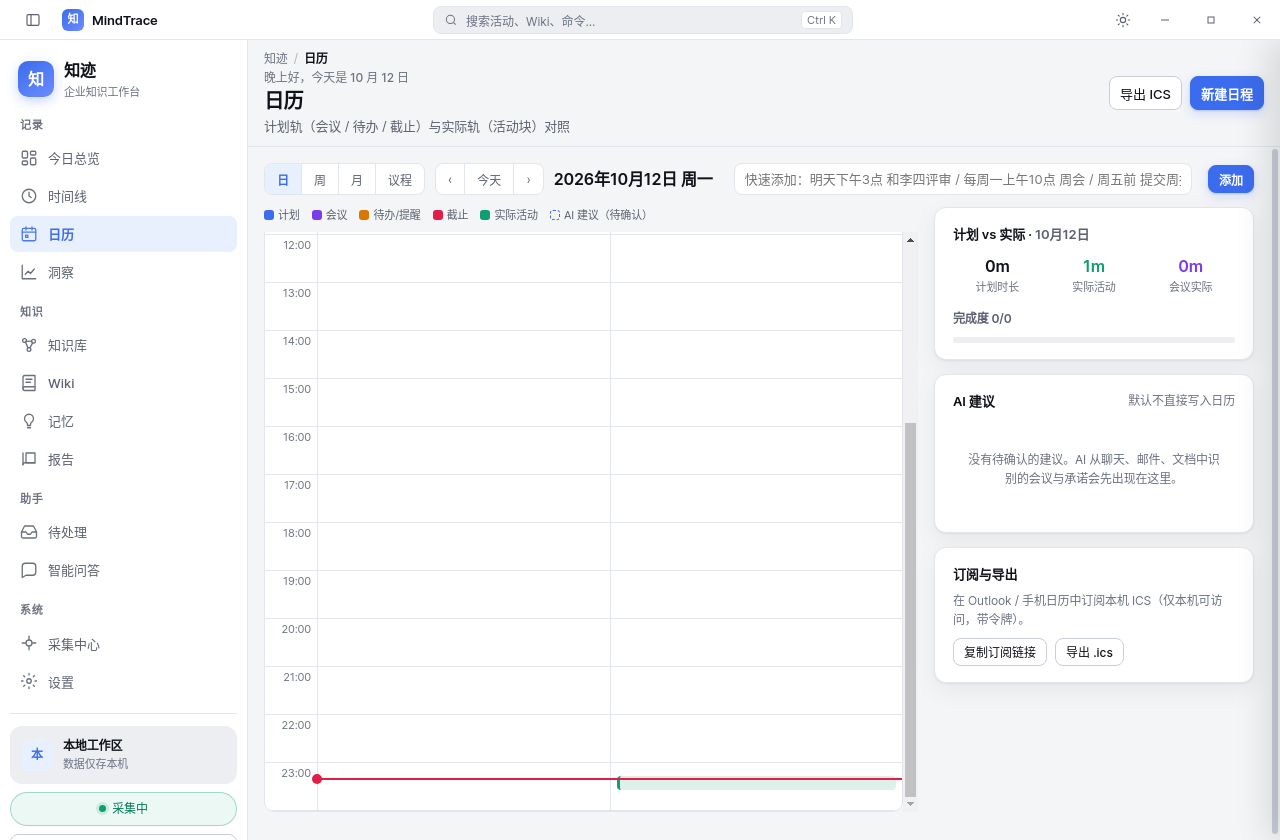 知 MindTrace
搜索活动、Wiki、命令... Ctrl K
知 知迹
企业知识工作台
记录
今日总览
时间线
日历
洞察
知识
知识库
Wiki
记忆
报告
助手
待处理
智能问答
系统
采集中心
设置
本 本地工作区
数据仅存本机
采集中
知迹 / 日历
晚上好，今天是 10 月 12 日
日历
计划轨（会议 / 待办 / 截止）与实际轨（活动块）对照
导出 ICS 新建日程
日 周 月 议程 ‹ 今天 › 2026年10月12日 周一 快速添加：明天下午3点 和李四评审 / 每周一上午10点 周会 / 周五前 提交周: 添加
计划 会议 待办/提醒 截止 实际活动 AI 建议（待确认）
12:00
13:00
14:00
15:00
16:00
17:00
18:00
19:00
20:00
21:00
22:00
23:00
计划 vs 实际 · 10月12日
0m 1m 0m
计划时长 实际活动 会议实际
完成度 0/0
AI 建议 默认不直接写入日历
没有待确认的建议。AI 从聊天、邮件、文档中识
别的会议与承诺会先出现在这里。
订阅与导出
在 Outlook / 手机日历中订阅本机 ICS（仅本机可访
问，带令牌）。
复制订阅链接 导出 .ics